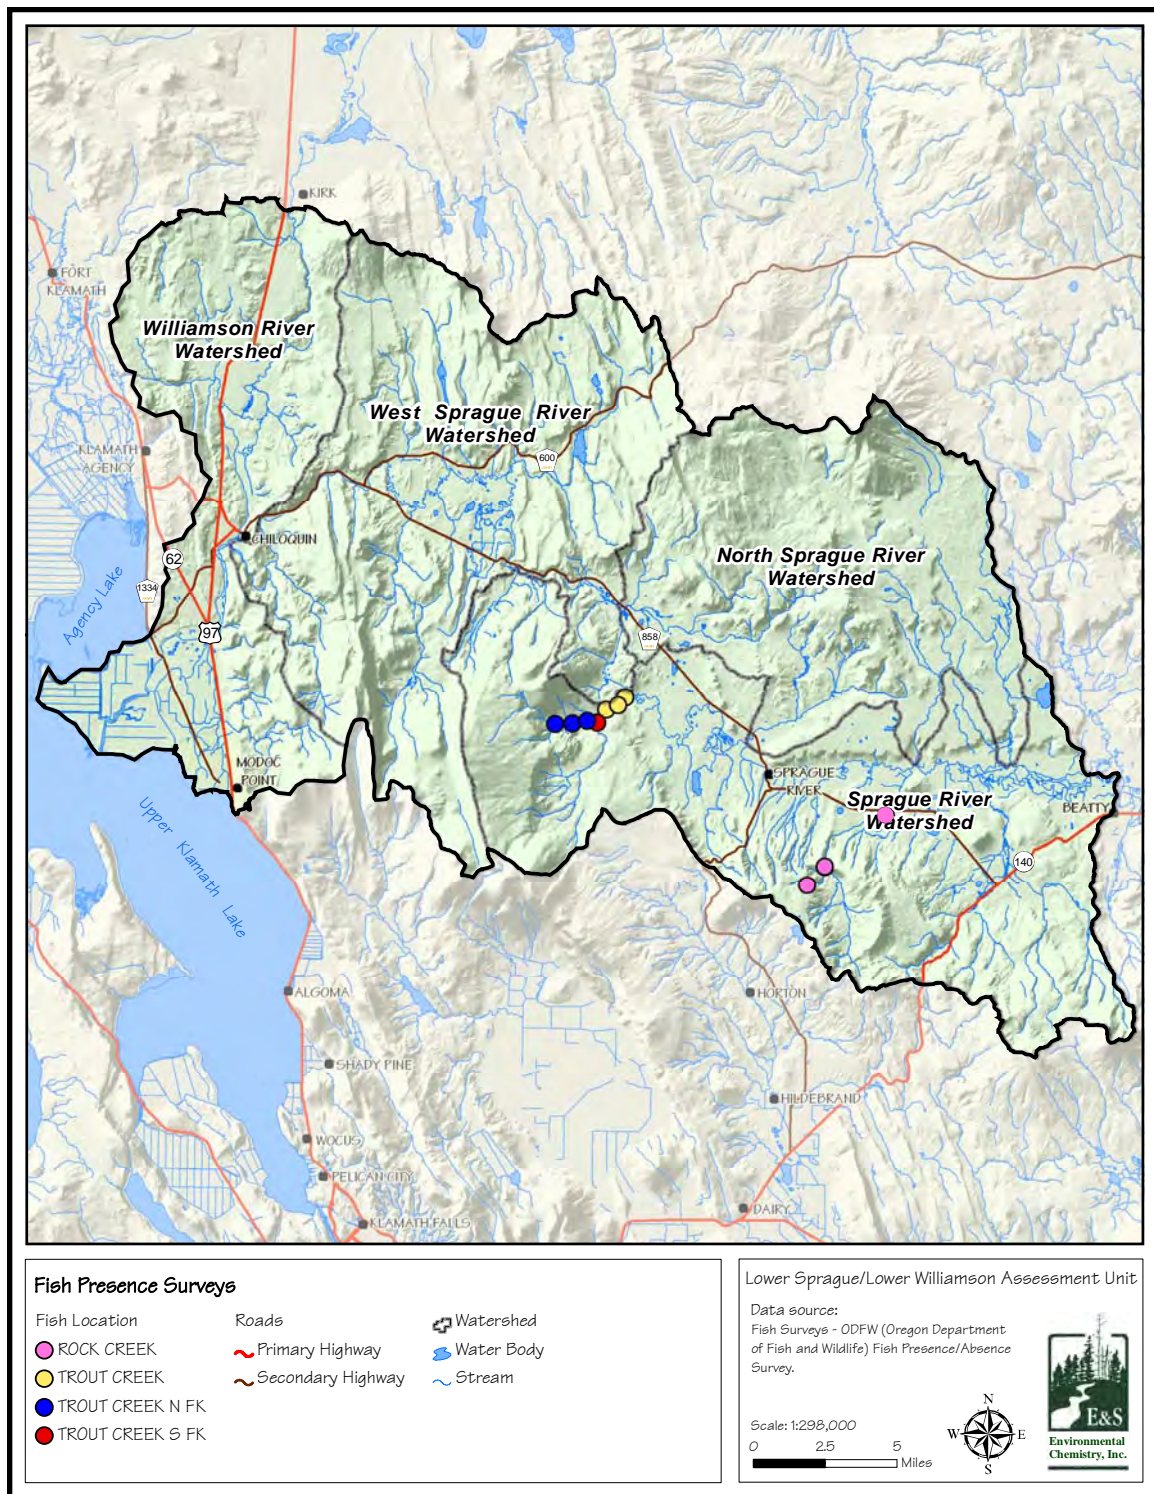 KIRK
FORT
KLAMATH
Williamson River
Watershed
West Sprague River
Watershed
KLAMATH
AGENCY
600
CHILOQUIN
62
North Sprague River
Watershed
1334
Agency Lake
97
858
MODOC
POINT
SPRAGUE
RIVER
Sprague River
Watershed
BEATTY
Upper Klamath Lake
140
ALGOMA
HORTON
SHADY PINE
HILDEBRAND
WOCUS
PELICAN CITY
DAIRY
KLAMATH FALLS
Fish Presence Surveys
Fish Location
ROCK CREEK
TROUT CREEK
TROUT CREEK N FK
TROUT CREEK S FK
Roads
Primary Highway
Secondary Highway
Watershed
Water Body
Stream
Lower Sprague/Lower Williamson Assessment Unit
Data source:
Fish Surveys - ODFW (Oregon Department
of Fish and Wildlife) Fish Presence/Absence
Survey.
Scale: 1:298,000
0 2.5 5
Miles
N
W E
S
E&S
Environmental
Chemistry, Inc.